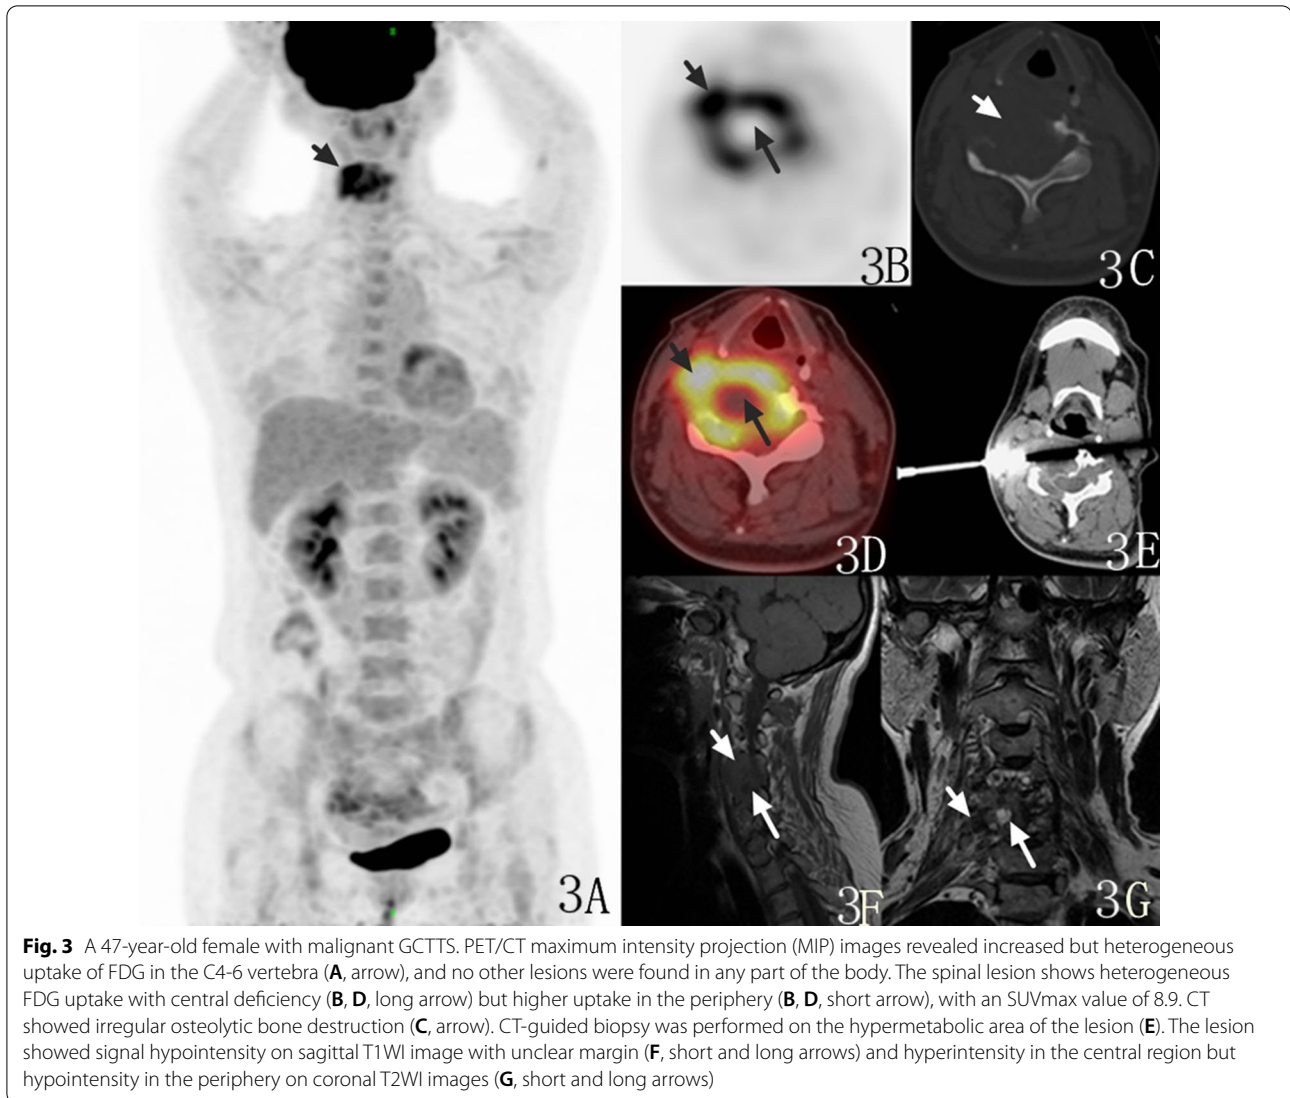 3A
3B
3C
3D
3E
3F
3G
Fig. 3 A 47-year-old female with malignant GCTTS. PET/CT maximum intensity projection (MIP) images revealed increased but heterogeneous
uptake of FDG in the C4-6 vertebra (A, arrow), and no other lesions were found in any part of the body. The spinal lesion shows heterogeneous
FDG uptake with central deficiency (B, D, long arrow) but higher uptake in the periphery (B, D, short arrow), with an SUVmax value of 8.9. CT
showed irregular osteolytic bone destruction (C, arrow). CT-guided biopsy was performed on the hypermetabolic area of the lesion (E). The lesion
showed signal hypointensity on sagittal T1WI image with unclear margin (F, short and long arrows) and hyperintensity in the central region but
hypointensity in the periphery on coronal T2WI images (G, short and long arrows)